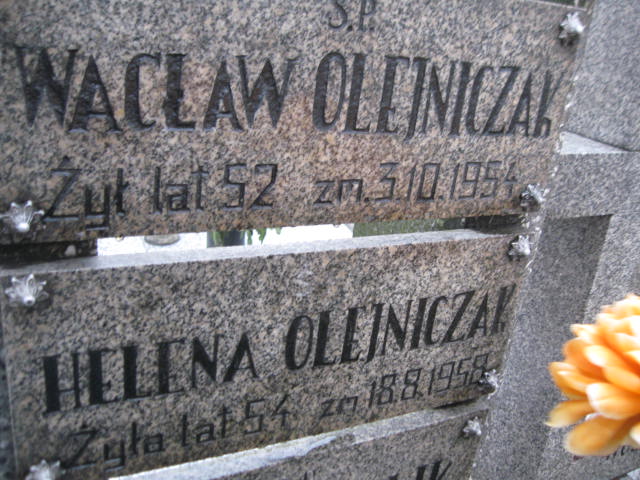 Ś.P.
WACŁAW OLEJNICZAK
Żył lat 52 zm. 3.10.1954
HELENA OLEJNICZAK
Żyła lat 54 zm. 18.8.1958